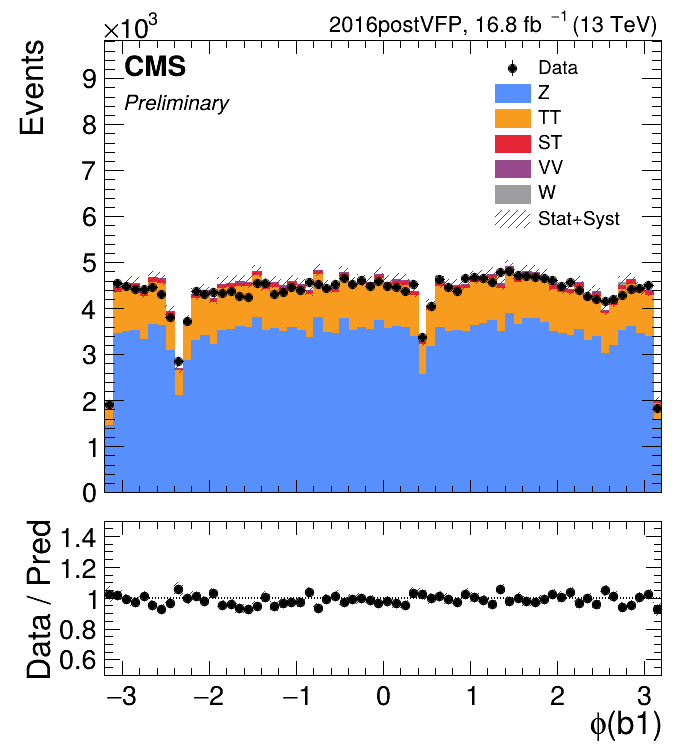 ×10³
2016postVFP, 16.8 fb ⁻¹ (13 TeV)
Events
CMS
Preliminary
Data
Z
TT
ST
VV
W
Stat+Syst
9
8
7
6
5
4
3
2
1
0
Data / Pred
1.4
1.2
1
0.8
0.6
−3 −2 −1 0 1 2 3
ϕ(b1)